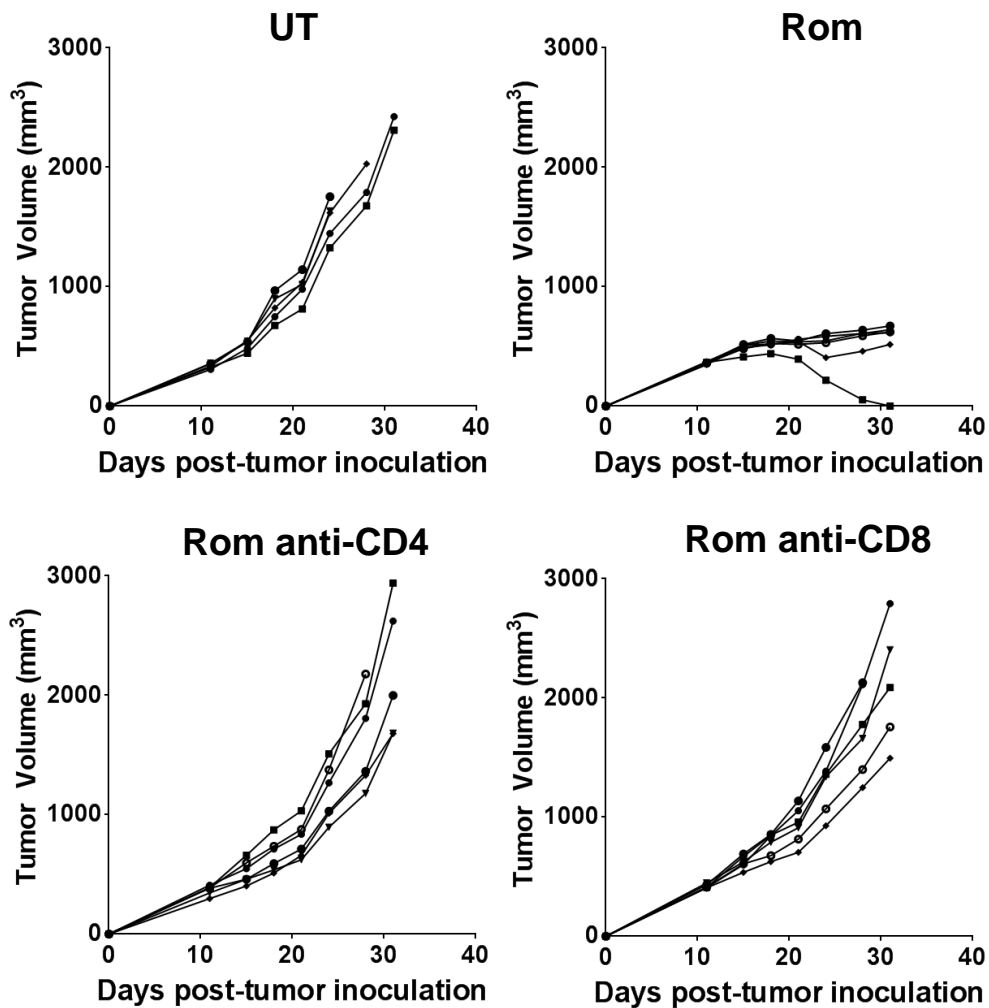 UT
Tumor Volume (mm³)
3000
2000
1000
0
0 10 20 30 40
Days post-tumor inoculation
Rom
Tumor Volume (mm³)
3000
2000
1000
0
0 10 20 30 40
Days post-tumor inoculation
Rom anti-CD4
Tumor Volume (mm³)
3000
2000
1000
0
0 10 20 30 40
Days post-tumor inoculation
Rom anti-CD8
Tumor Volume (mm³)
3000
2000
1000
0
0 10 20 30 40
Days post-tumor inoculation